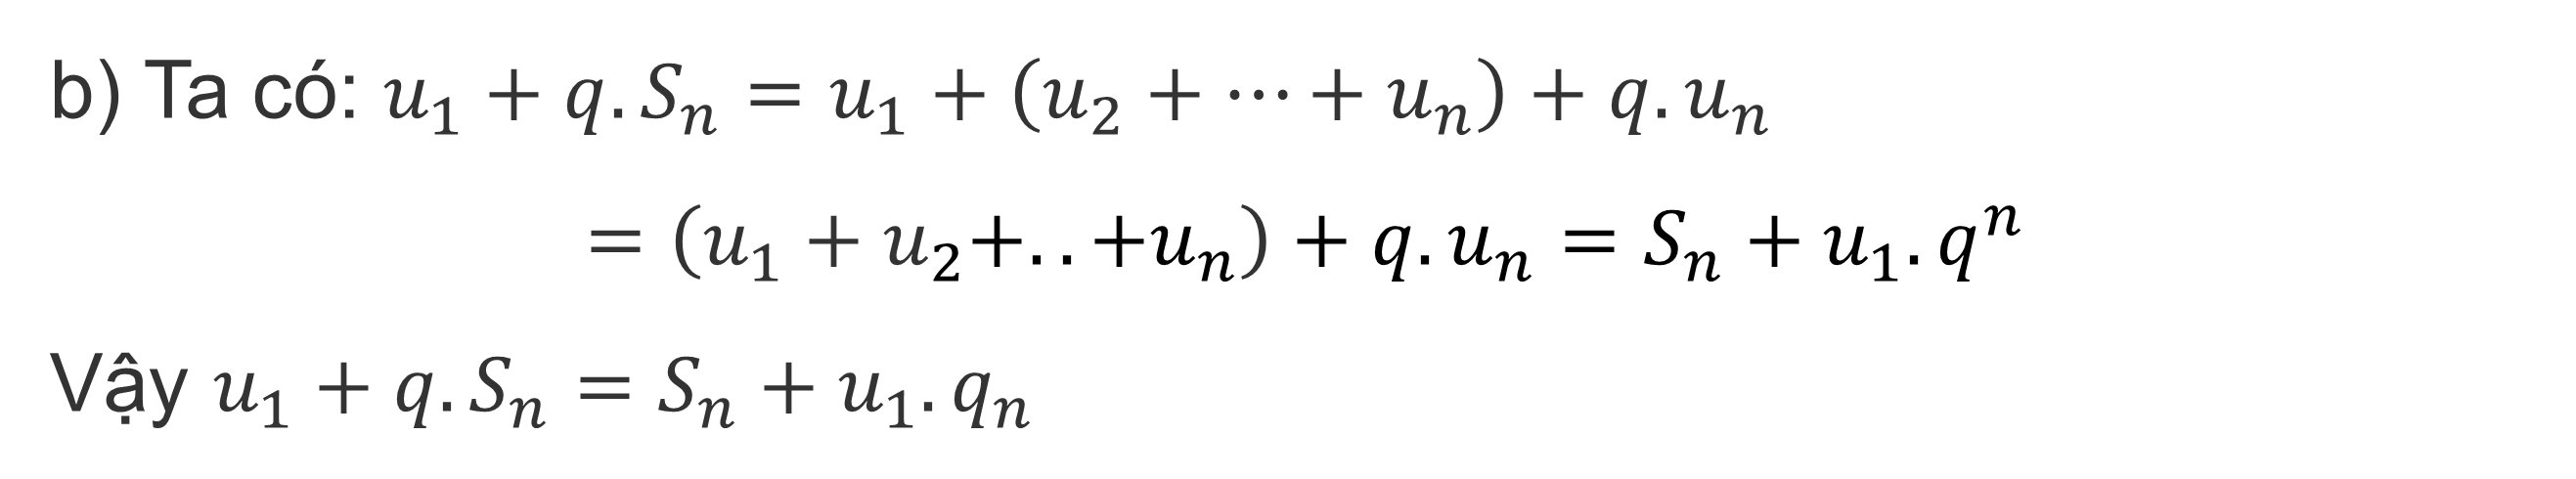 b) Ta có: u₁ + q. Sₙ = u₁ + (u₂ + ⋯ + uₙ) + q. uₙ
= (u₁ + u₂+. . +uₙ) + q. uₙ = Sₙ + u₁. qⁿ
Vậy u₁ + q. Sₙ = Sₙ + u₁. qₙ